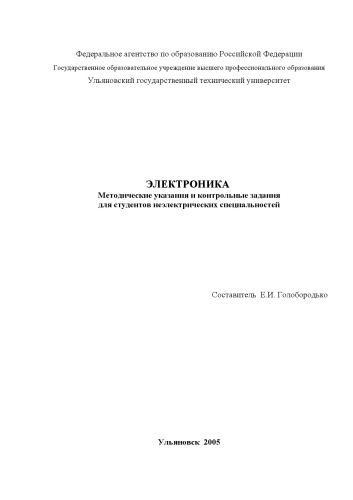 Федеральное агентство по образованию Российской Федерации
Государственное образовательное учреждение высшего профессионального образования
Ульяновский государственный технический университет
ЭЛЕКТРОНИКА
Методические указания и контрольные задания
для студентов неэлектрических специальностей
Составитель Е.И. Голобородько
Ульяновск 2005